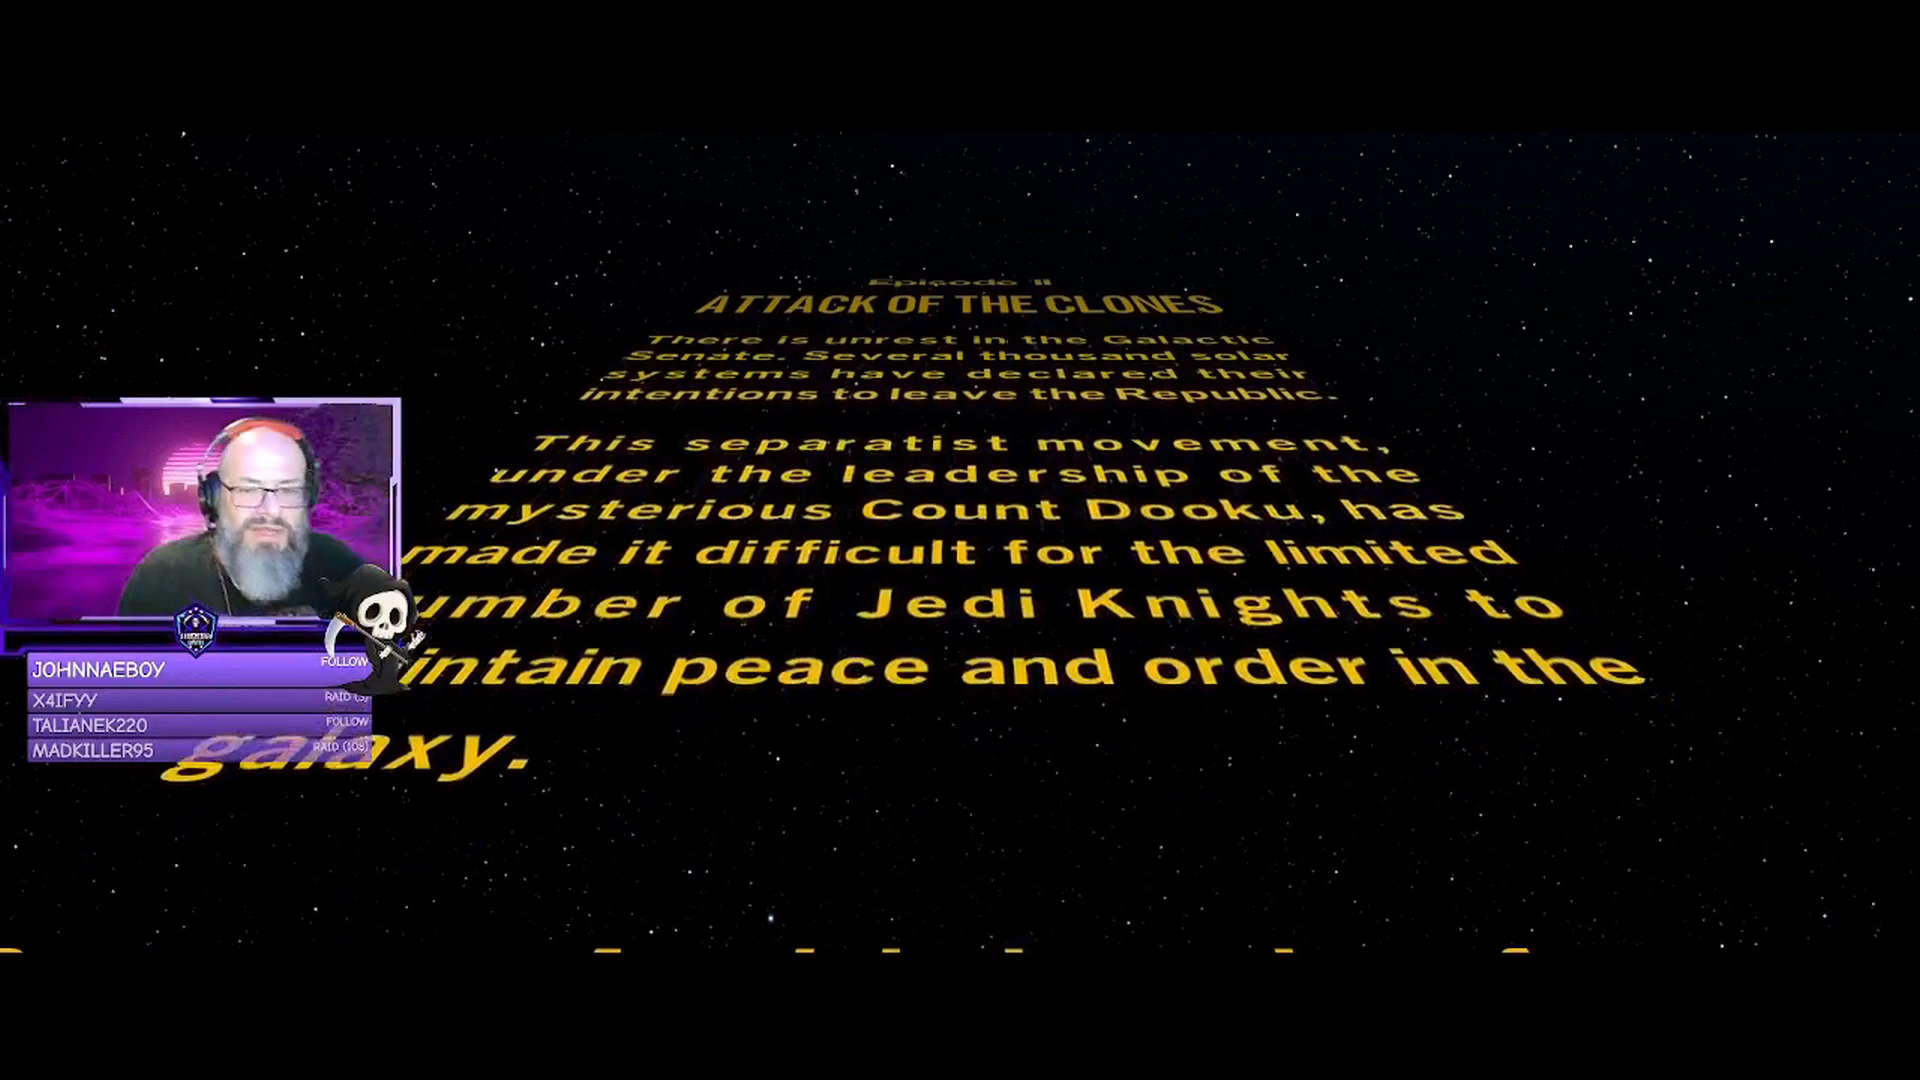 Episode II
ATTACK OF THE CLONES
There is unrest in the Galactic
Senate. Several thousand solar
systems have declared their
intentions to leave the Republic.
This separatist movement,
under the leadership of the
mysterious Count Dooku, has
made it difficult for the limited
umber of Jedi Knights to
intain peace and order in the
galaxy.
JOHNNAEBOY FOLLOW
X4IFYY RAID (3)
TALIANEK220 FOLLOW
MADKILLER95 RAID (108)